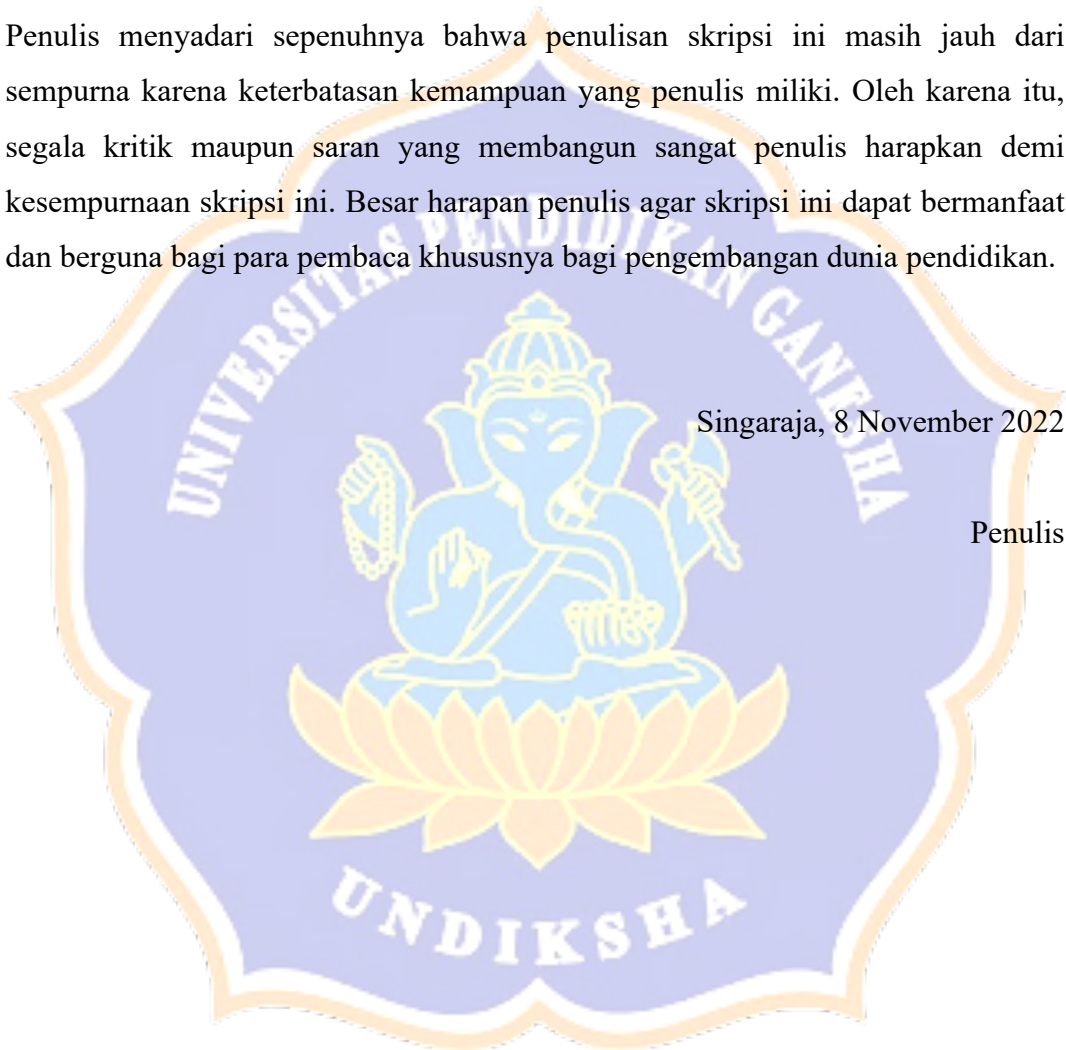 Penulis menyadari sepenuhnya bahwa penulisan skripsi ini masih jauh dari
sempurna karena keterbatasan kemampuan yang penulis miliki. Oleh karena itu,
segala kritik maupun saran yang membangun sangat penulis harapkan demi
kesempurnaan skripsi ini. Besar harapan penulis agar skripsi ini dapat bermanfaat
dan berguna bagi para pembaca khususnya bagi pengembangan dunia pendidikan.
UNIVERSITAS PENDIDIKAN GANESHA
Singaraja, 8 November 2022
Penulis
UNDIKSHA